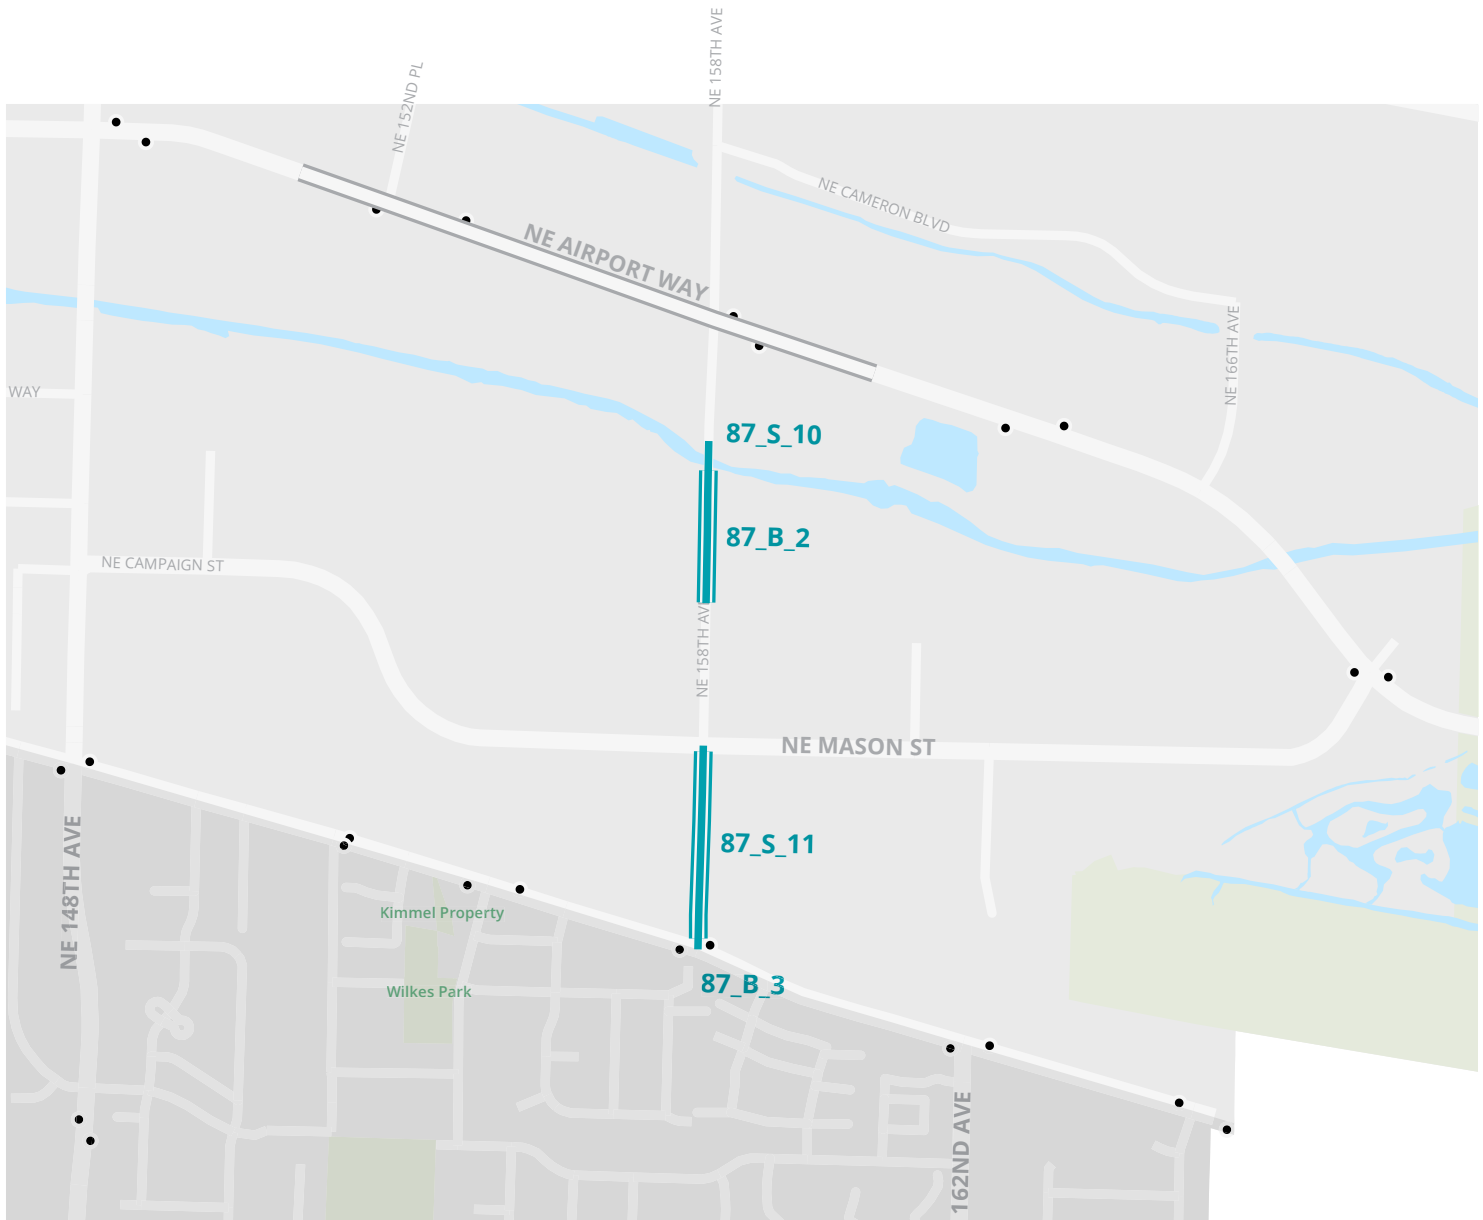 NE 158TH AVE
NE 152ND PL
NE CAMERON BLVD
NE AIRPORT WAY
NE 166TH AVE
WAY
87_S_10
87_B_2
NE CAMPAIGN ST
NE 158TH AV
NE MASON ST
87_S_11
NE 148TH AVE
Kimmel Property
87_B_3
Wilkes Park
162ND AVE